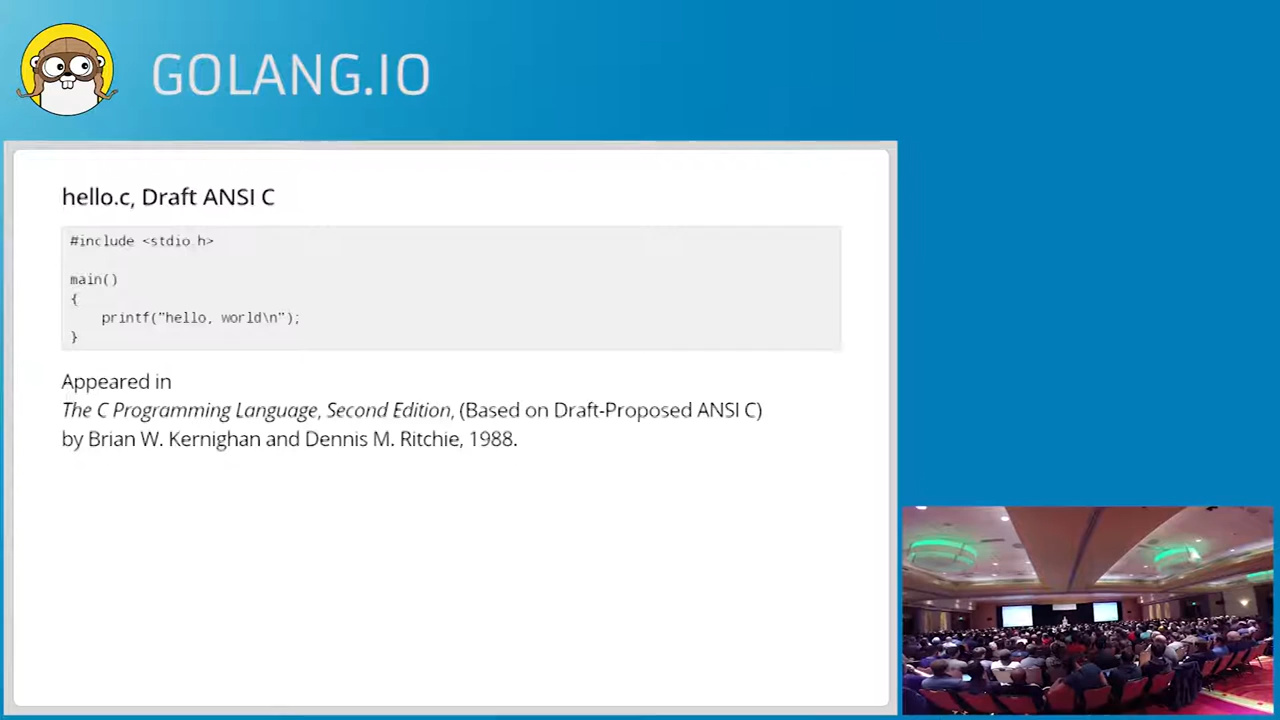 GOLANG.IO
hello.c, Draft ANSI C
#include <stdio.h>
main()
{
printf("hello, world\n");
}
Appeared in
The C Programming Language, Second Edition, (Based on Draft-Proposed ANSI C)
by Brian W. Kernighan and Dennis M. Ritchie, 1988.